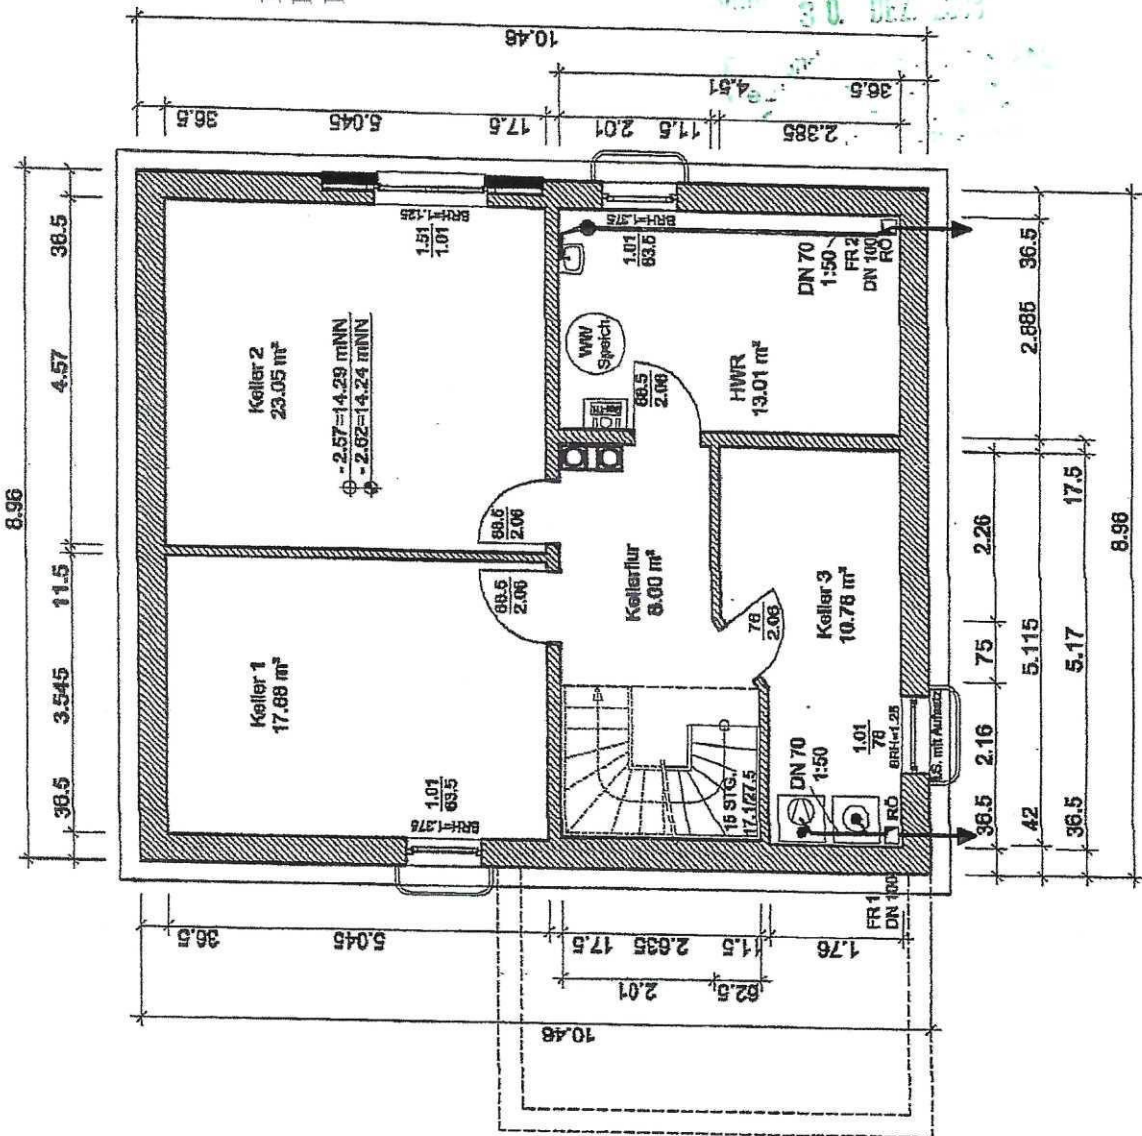 30. DEZ.
10.46
4.51
36.5
36.5
5.045
17.5
2.01
11.5
2.385
8.96
36.5
3.545
11.5
4.57
36.5
Keller 1
17.88 m²
1.01
63.5
BRH=1.375
Keller 2
23.05 m²
-2.57=14.29 mNN
-2.62=14.24 mNN
1.51
1.01
BRH=1.125
88.5
2.06
88.5
2.06
Kellerflur
8.00 m²
15 STG./
17.1/27.5
WW
Speich.
HWR
13.01 m²
88.5
2.06
1.01
63.5
BRH=1.375
DN 70
1:50
FR 2
DN 100
RÖ
Keller 3
10.76 m²
76
2.06
1.01
76
BRH=1.25
L.S. mit Aufsatz
DN 70
1:50
RÖ
FR 1
DN 100
36.5
5.045
17.5
2.635
11.5
1.76
2.01
62.5
10.46
36.5
2.16
75
2.26
42
5.115
2.885
36.5
36.5
5.17
17.5
8.96